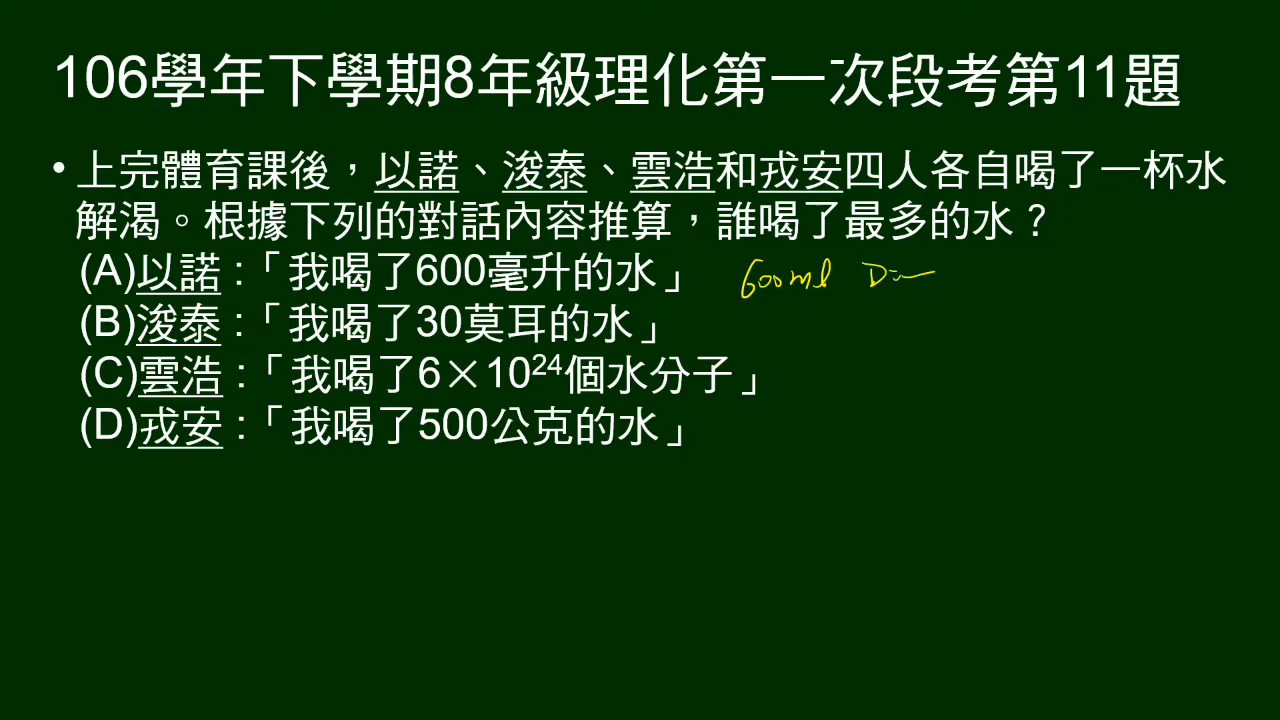 106學年下學期8年級理化第一次段考第11題
• 上完體育課後，以諾、浚泰、雲浩和戎安四人各自喝了一杯水
解渴。根據下列的對話內容推算，誰喝了最多的水？
(A)以諾：「我喝了600毫升的水」 600ml D=
(B)浚泰：「我喝了30莫耳的水」
(C)雲浩：「我喝了6×10²⁴個水分子」
(D)戎安：「我喝了500公克的水」